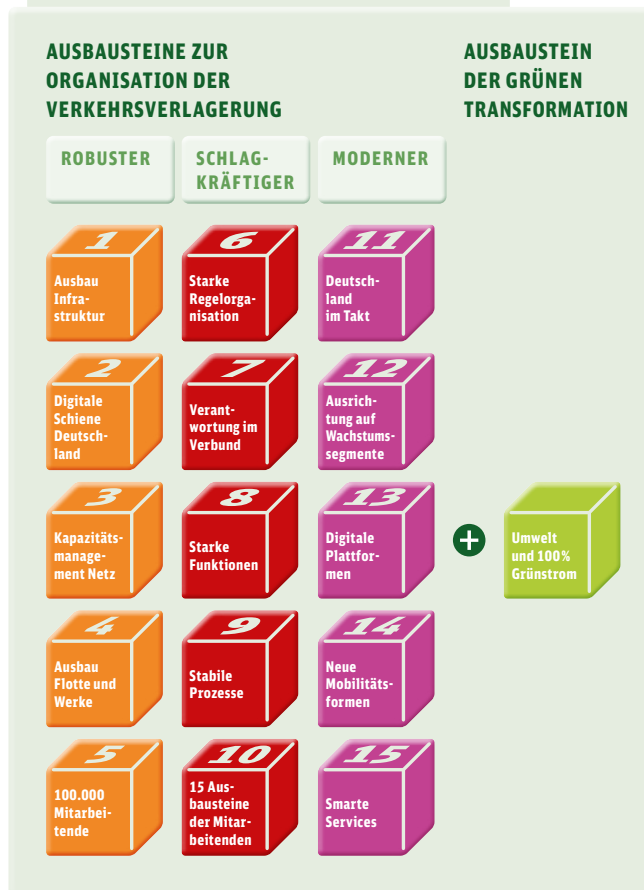 AUSBAUSTEINE ZUR
ORGANISATION DER
VERKEHRSVERLAGERUNG
AUSBAUSTEIN
DER GRÜNEN
TRANSFORMATION
ROBUSTER
SCHLAG-
KRÄFTIGER
MODERNER
1
Ausbau
Infra-
struktur
6
Starke
Regelorga-
nisation
11
Deutsch-
land
im Takt
2
Digitale
Schiene
Deutsch-
land
7
Verant-
wortung im
Verbund
12
Ausrich-
tung auf
Wachstums-
segmente
3
Kapazitäts-
manage-
ment Netz
8
Starke
Funktionen
13
Digitale
Plattfor-
men
+
Umwelt
und 100%
Grünstrom
4
Ausbau
Flotte und
Werke
9
Stabile
Prozesse
14
Neue
Mobilitäts-
formen
5
100.000
Mitarbei-
tende
10
15 Aus-
bausteine
der Mitar-
beitenden
15
Smarte
Services